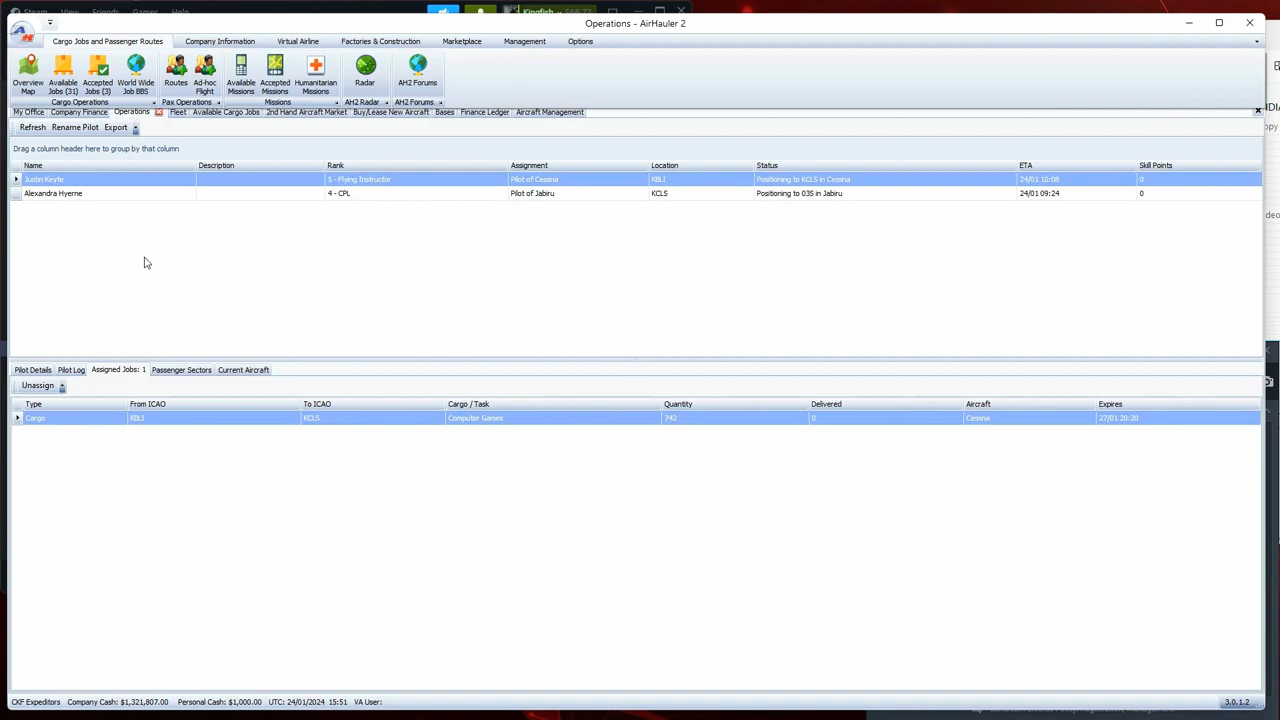 Steam View Friends Games Help Kingfish $58.77
Operations - AirHauler 2
Cargo Jobs and Passenger Routes Company Information Virtual Airline Factories & Construction Marketplace Management Options
Overview Map Available Jobs (31) Accepted Jobs (3) World Wide Job BBS Routes Ad-hoc Flight Available Missions Accepted Missions Humanitarian Missions Radar AH2 Forums
Cargo Operations Pax Operations Missions AH2 Radar AH2 Forums
My Office Company Finance Operations Fleet Available Cargo Jobs 2nd Hand Aircraft Market Buy/Lease New Aircraft Bases Finance Ledger Aircraft Management
Refresh Rename Pilot Export
Drag a column header here to group by that column
Name Description Rank Assignment Location Status ETA Skill Points
Justin Keyte 5 - Flying Instructor Pilot of Cessna KBLI Positioning to KCLS in Cessna 24/01 10:08 0
Alexandra Hyerne 4 - CPL Pilot of Jabiru KCLS Positioning to 03S in Jabiru 24/01 09:24 0
Pilot Details Pilot Log Assigned Jobs: 1 Passenger Sectors Current Aircraft
Unassign
Type From ICAO To ICAO Cargo / Task Quantity Delivered Aircraft Expires
Cargo KBLI KCLS Computer Games 742 0 Cessna 27/01 20:20
CKF Expeditors Company Cash: $1,321,807.00 Personal Cash: $1,000.00 UTC: 24/01/2024 15:51 VA User: 3.0.1.2